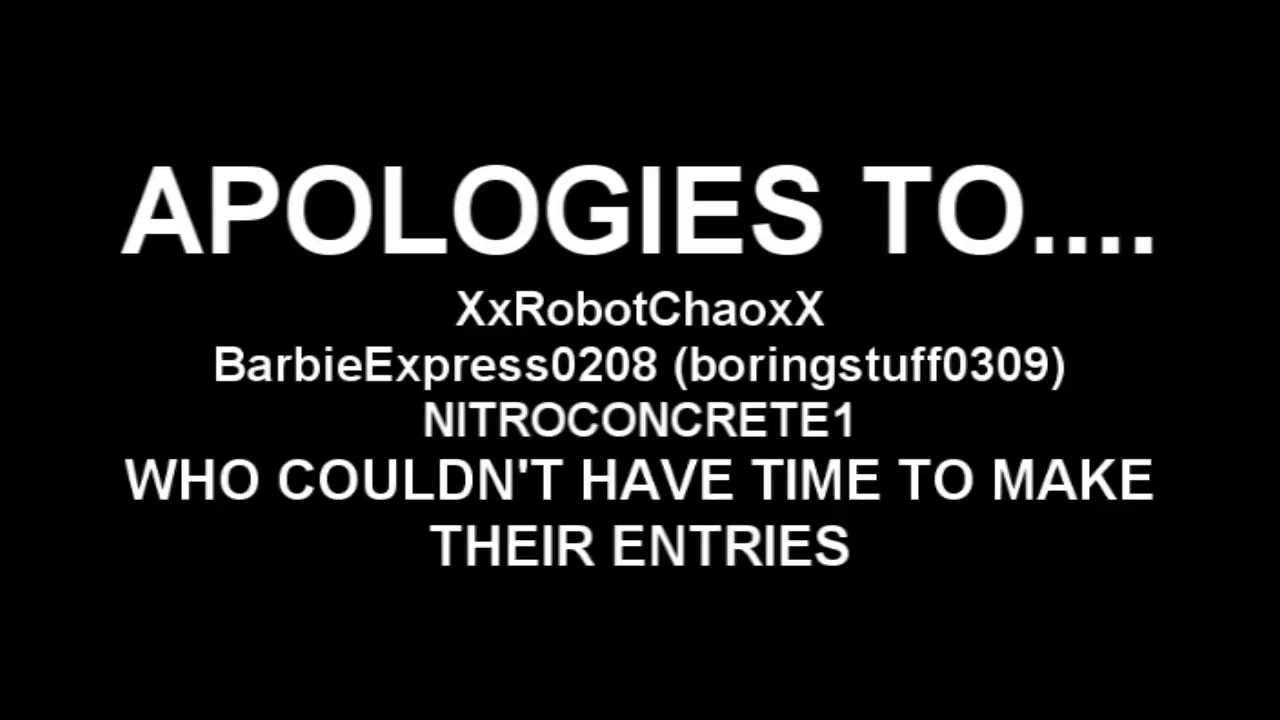 APOLOGIES TO....
XxRobotChaoxX
BarbieExpress0208 (boringstuff0309)
NITROCONCRETE1
WHO COULDN'T HAVE TIME TO MAKE
THEIR ENTRIES